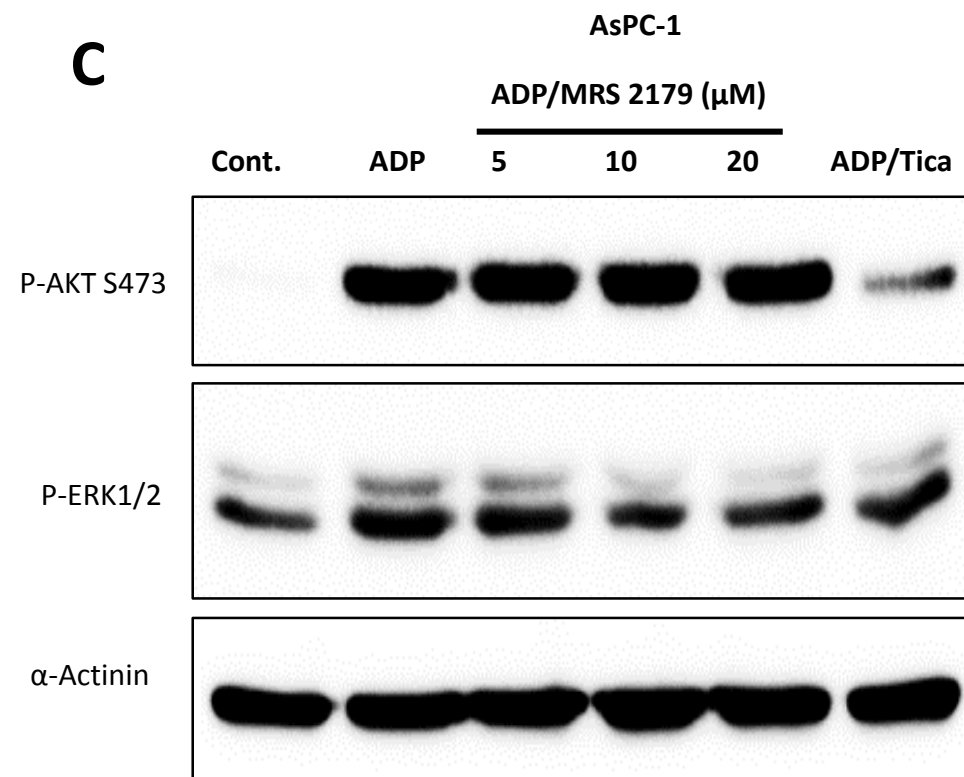 C
AsPC-1
ADP/MRS 2179 (μM)
Cont. ADP 5 10 20 ADP/Tica
P-AKT S473
P-ERK1/2
α-Actinin